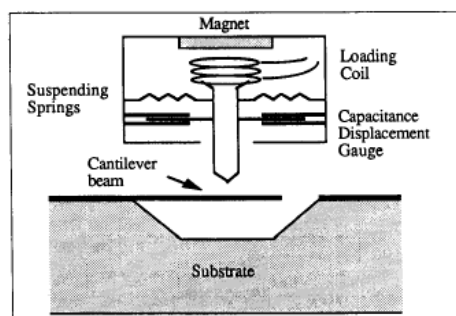 Magnet
Loading
Coil
Suspending
Springs
Capacitance
Displacement
Gauge
Cantilever
beam
Substrate